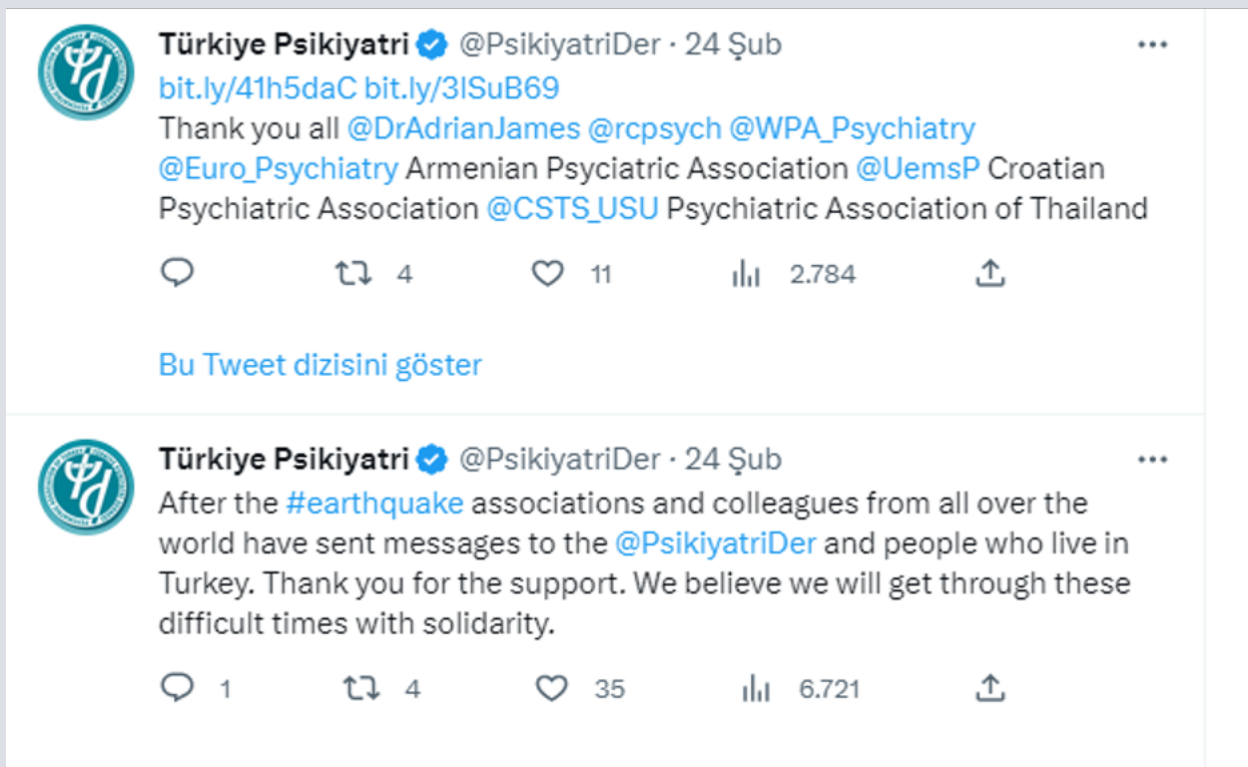 Türkiye Psikiyatri @PsikiyatriDer · 24 Şub
bit.ly/41h5daC bit.ly/3lSuB69
Thank you all @DrAdrianJames @rcpsych @WPA_Psychiatry
@Euro_Psychiatry Armenian Psyciatric Association @UemsP Croatian
Psychiatric Association @CSTS_USU Psychiatric Association of Thailand
4 11 2.784
Bu Tweet dizisini göster
Türkiye Psikiyatri @PsikiyatriDer · 24 Şub
After the #earthquake associations and colleagues from all over the
world have sent messages to the @PsikiyatriDer and people who live in
Turkey. Thank you for the support. We believe we will get through these
difficult times with solidarity.
1 4 35 6.721